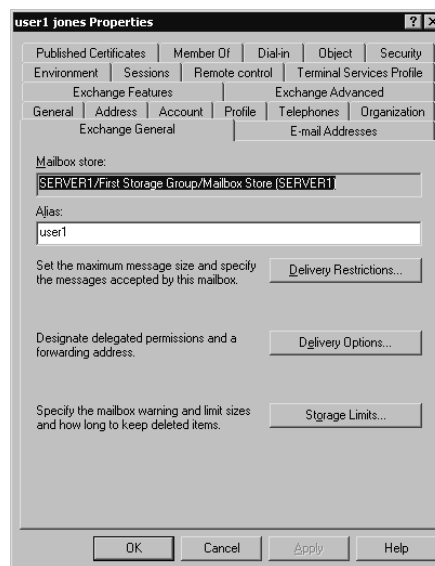 user1 jones Properties
Published Certificates Member Of Dial-in Object Security
Environment Sessions Remote control Terminal Services Profile
Exchange Features Exchange Advanced
General Address Account Profile Telephones Organization
Exchange General E-mail Addresses
Mailbox store:
SERVER1/First Storage Group/Mailbox Store (SERVER1)
Alias:
user1
Set the maximum message size and specify
the messages accepted by this mailbox.
Delivery Restrictions...
Designate delegated permissions and a
forwarding address.
Delivery Options...
Specify the mailbox warning and limit sizes
and how long to keep deleted items.
Storage Limits...
OK Cancel Apply Help